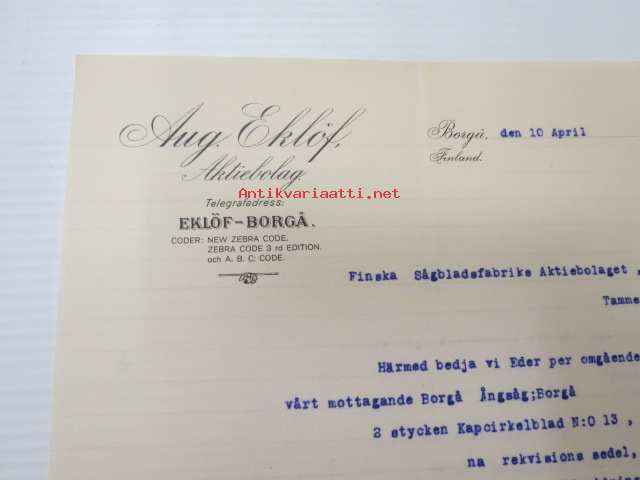 Aug. Eklöf,
Aktiebolag.
Telegrafadress:
EKLÖF-BORGÅ.
CODER: NEW ZEBRA CODE.
ZEBRA CODE 3 rd EDITION.
och A. B. C. CODE.
Borgå, den 10 April
Finland.
Antikvariaatti.net
Finska Sågbladsfabriks Aktiebolaget ,
Tamme
Härmed bedja vi Eder per omgående
vårt mottagande Borgå Ångsåg;Borgå
2 stycken Kapcirkelblad N:O 13 ,
na rekvisions sedel,